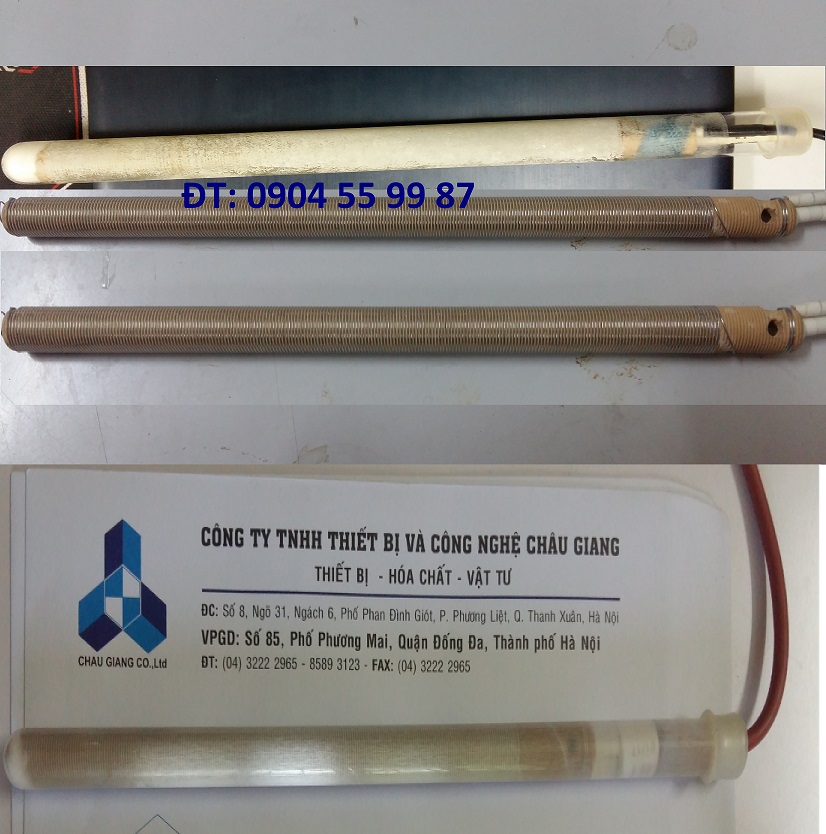 ĐT: 0904 55 99 87
CÔNG TY TNHH THIẾT BỊ VÀ CÔNG NGHỆ CHÂU GIANG
THIẾT BỊ - HÓA CHẤT - VẬT TƯ
ĐC: Số 8, Ngõ 31, Ngách 6, Phố Phan Đình Giót, P. Phương Liệt, Q. Thanh Xuân, Hà Nội
VPGD: Số 85, Phố Phương Mai, Quận Đống Đa, Thành phố Hà Nội
ĐT: (04) 3222 2965 - 8589 3123 - FAX: (04) 3222 2965
CHAU GIANG CO.,Ltd